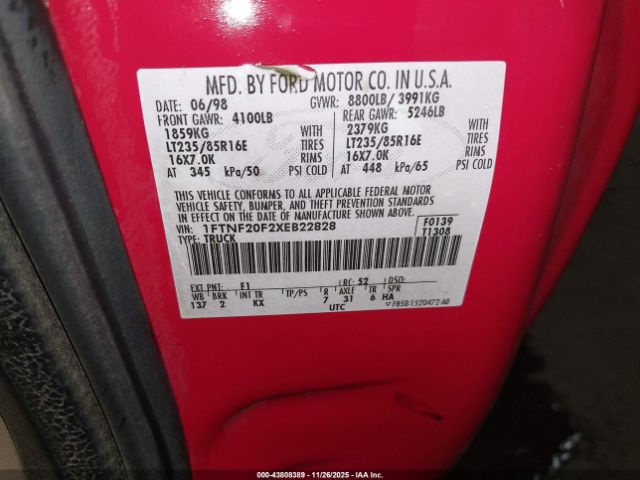 MFD. BY FORD MOTOR CO. IN U.S.A.
DATE: 06/98 GVWR: 8800LB/ 3991KG
FRONT GAWR: 4100LB REAR GAWR: 5246LB
1859KG WITH 2379KG WITH
LT235/85R16E TIRES LT235/85R16E TIRES
16X7.0K RIMS 16X7.0K RIMS
AT 345 kPa/50 PSI COLD AT 448 kPa/65 PSI COLD
THIS VEHICLE CONFORMS TO ALL APPLICABLE FEDERAL MOTOR
VEHICLE SAFETY, BUMPER, AND THEFT PREVENTION STANDARDS
IN EFFECT ON THE DATE OF MANUFACTURE SHOWN ABOVE.
VIN: 1FTNF20F2XEB22828 F0139
TYPE: TRUCK T1308
EXT PNT: F1 RC: 52 DSO:
WB BRK INT TR TP/PS R AXLE TR SPR
137 2 KX 7 31 6 HA
UTC F85B-1520472-AB
000-43808389 | 11/26/2025 - IAA Inc.